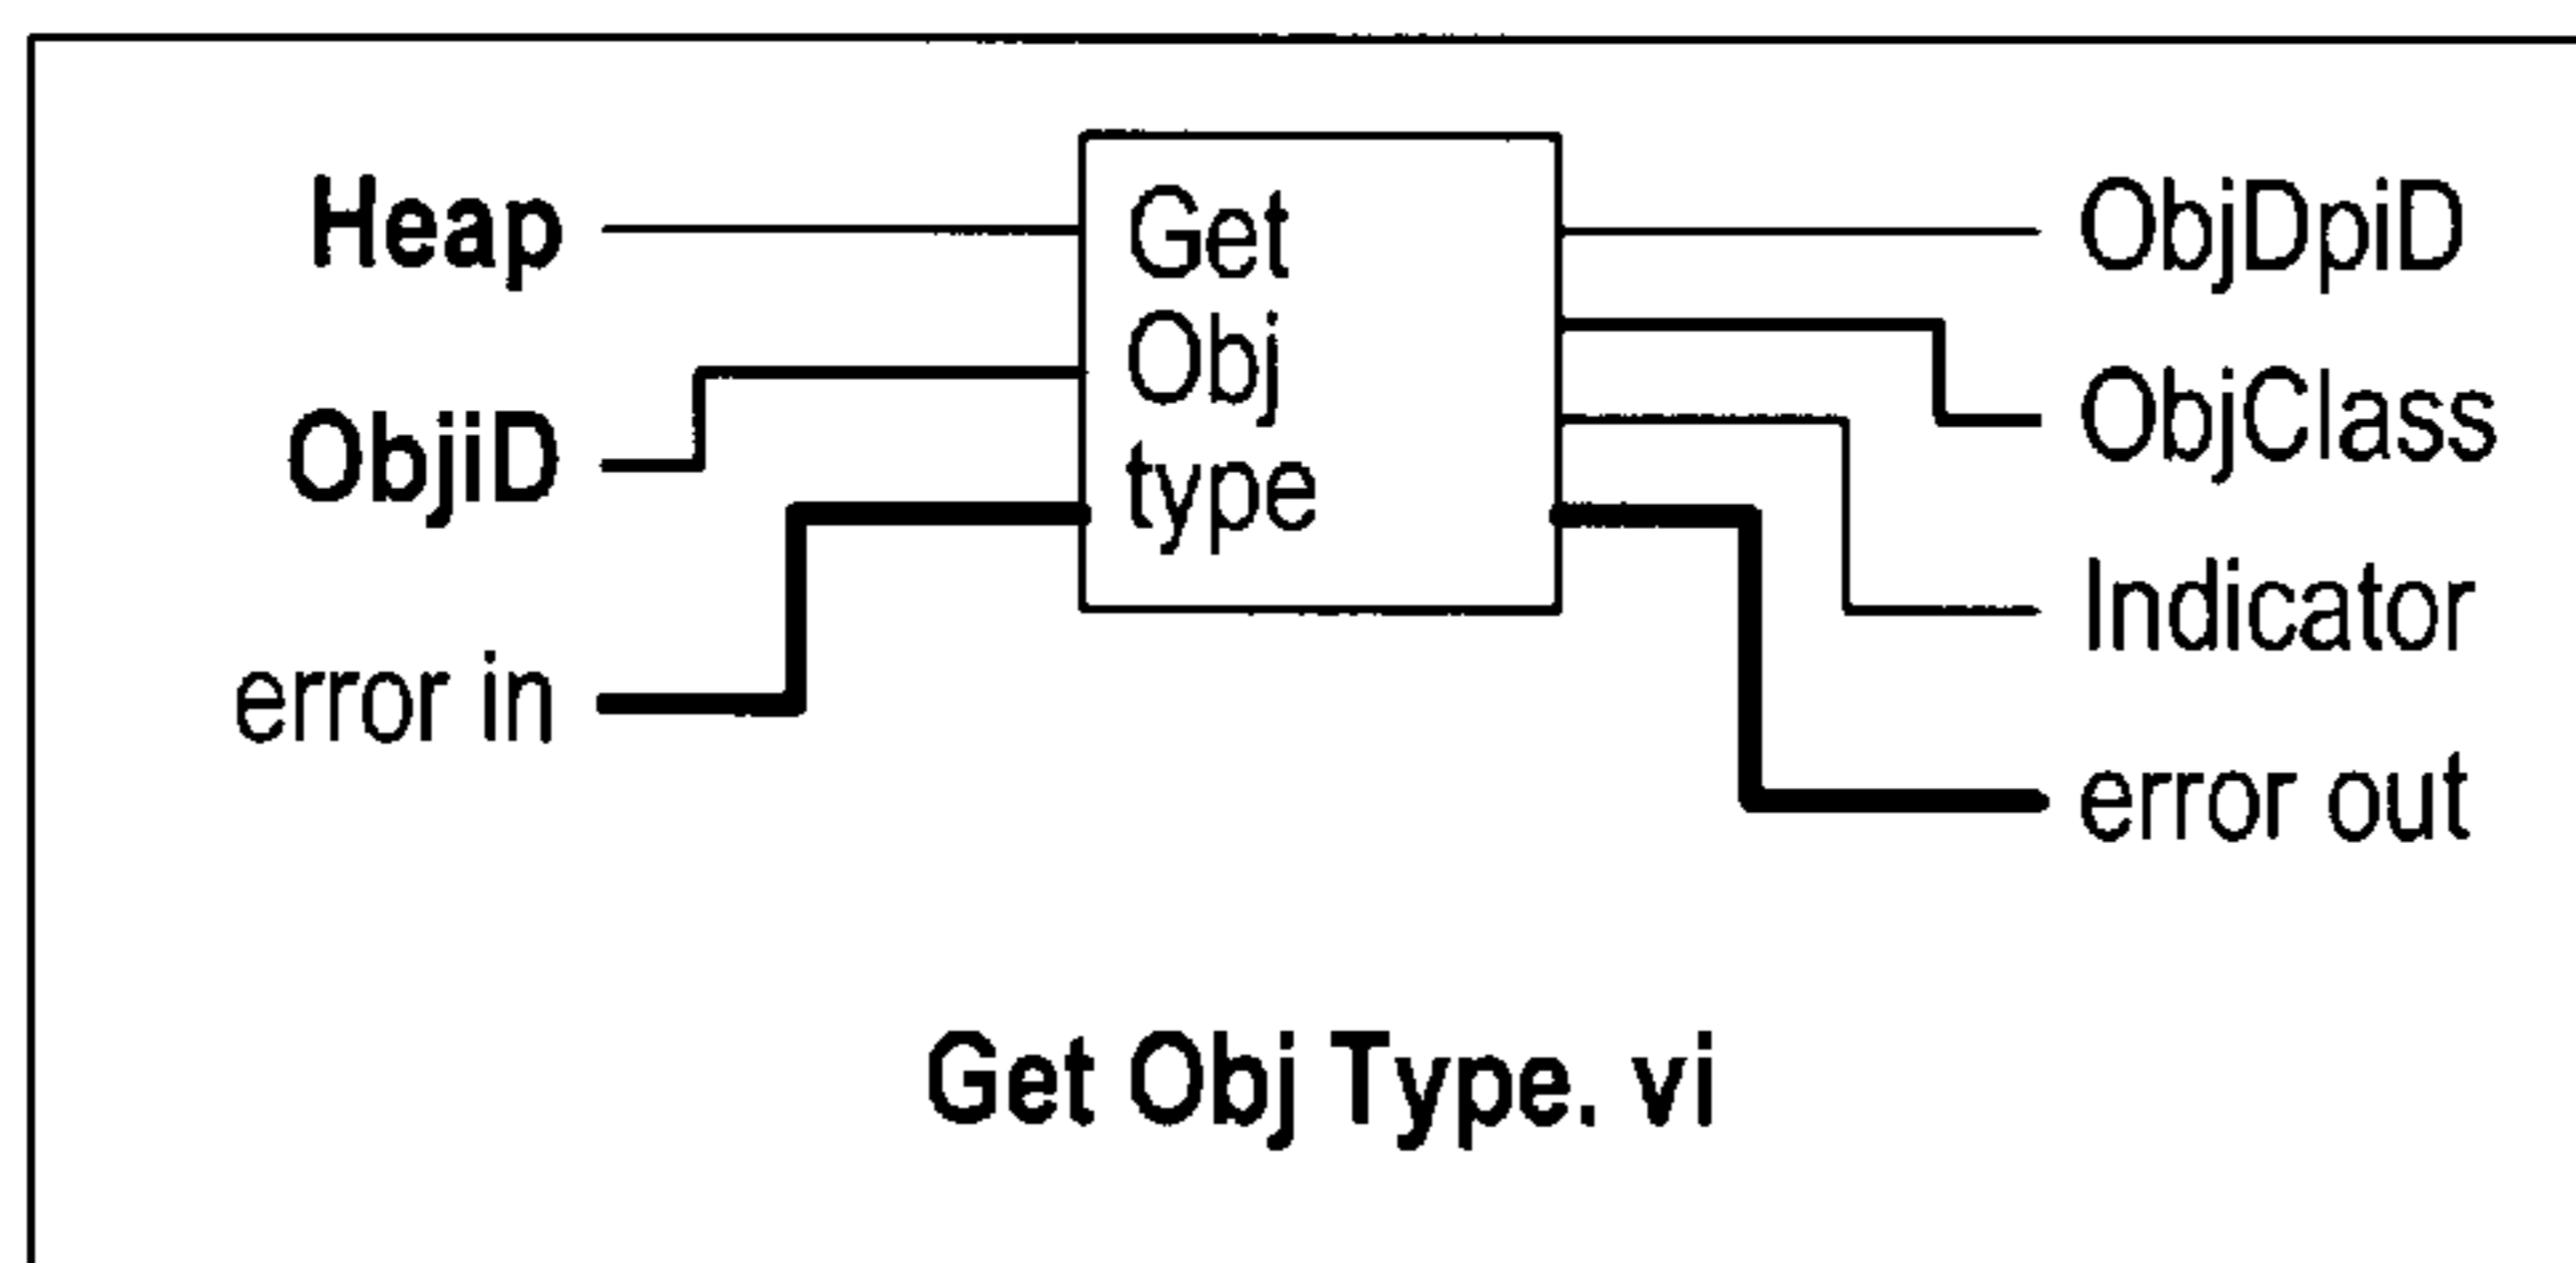 Heap
ObjiD
error in
Get
Obj
type
ObjDpiD
ObjClass
Indicator
error out
Get Obj Type. vi